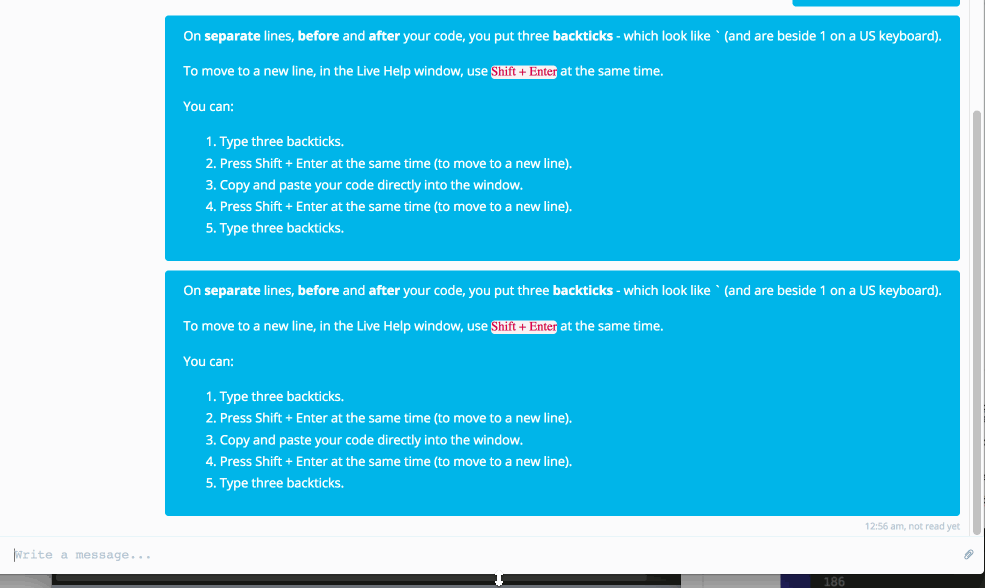 On separate lines, before and after your code, you put three backticks - which look like ` (and are beside 1 on a US keyboard).
To move to a new line, in the Live Help window, use Shift + Enter at the same time.
You can:
1. Type three backticks.
2. Press Shift + Enter at the same time (to move to a new line).
3. Copy and paste your code directly into the window.
4. Press Shift + Enter at the same time (to move to a new line).
5. Type three backticks.
On separate lines, before and after your code, you put three backticks - which look like ` (and are beside 1 on a US keyboard).
To move to a new line, in the Live Help window, use Shift + Enter at the same time.
You can:
1. Type three backticks.
2. Press Shift + Enter at the same time (to move to a new line).
3. Copy and paste your code directly into the window.
4. Press Shift + Enter at the same time (to move to a new line).
5. Type three backticks.
12:56 am, not read yet
Write a message...
186